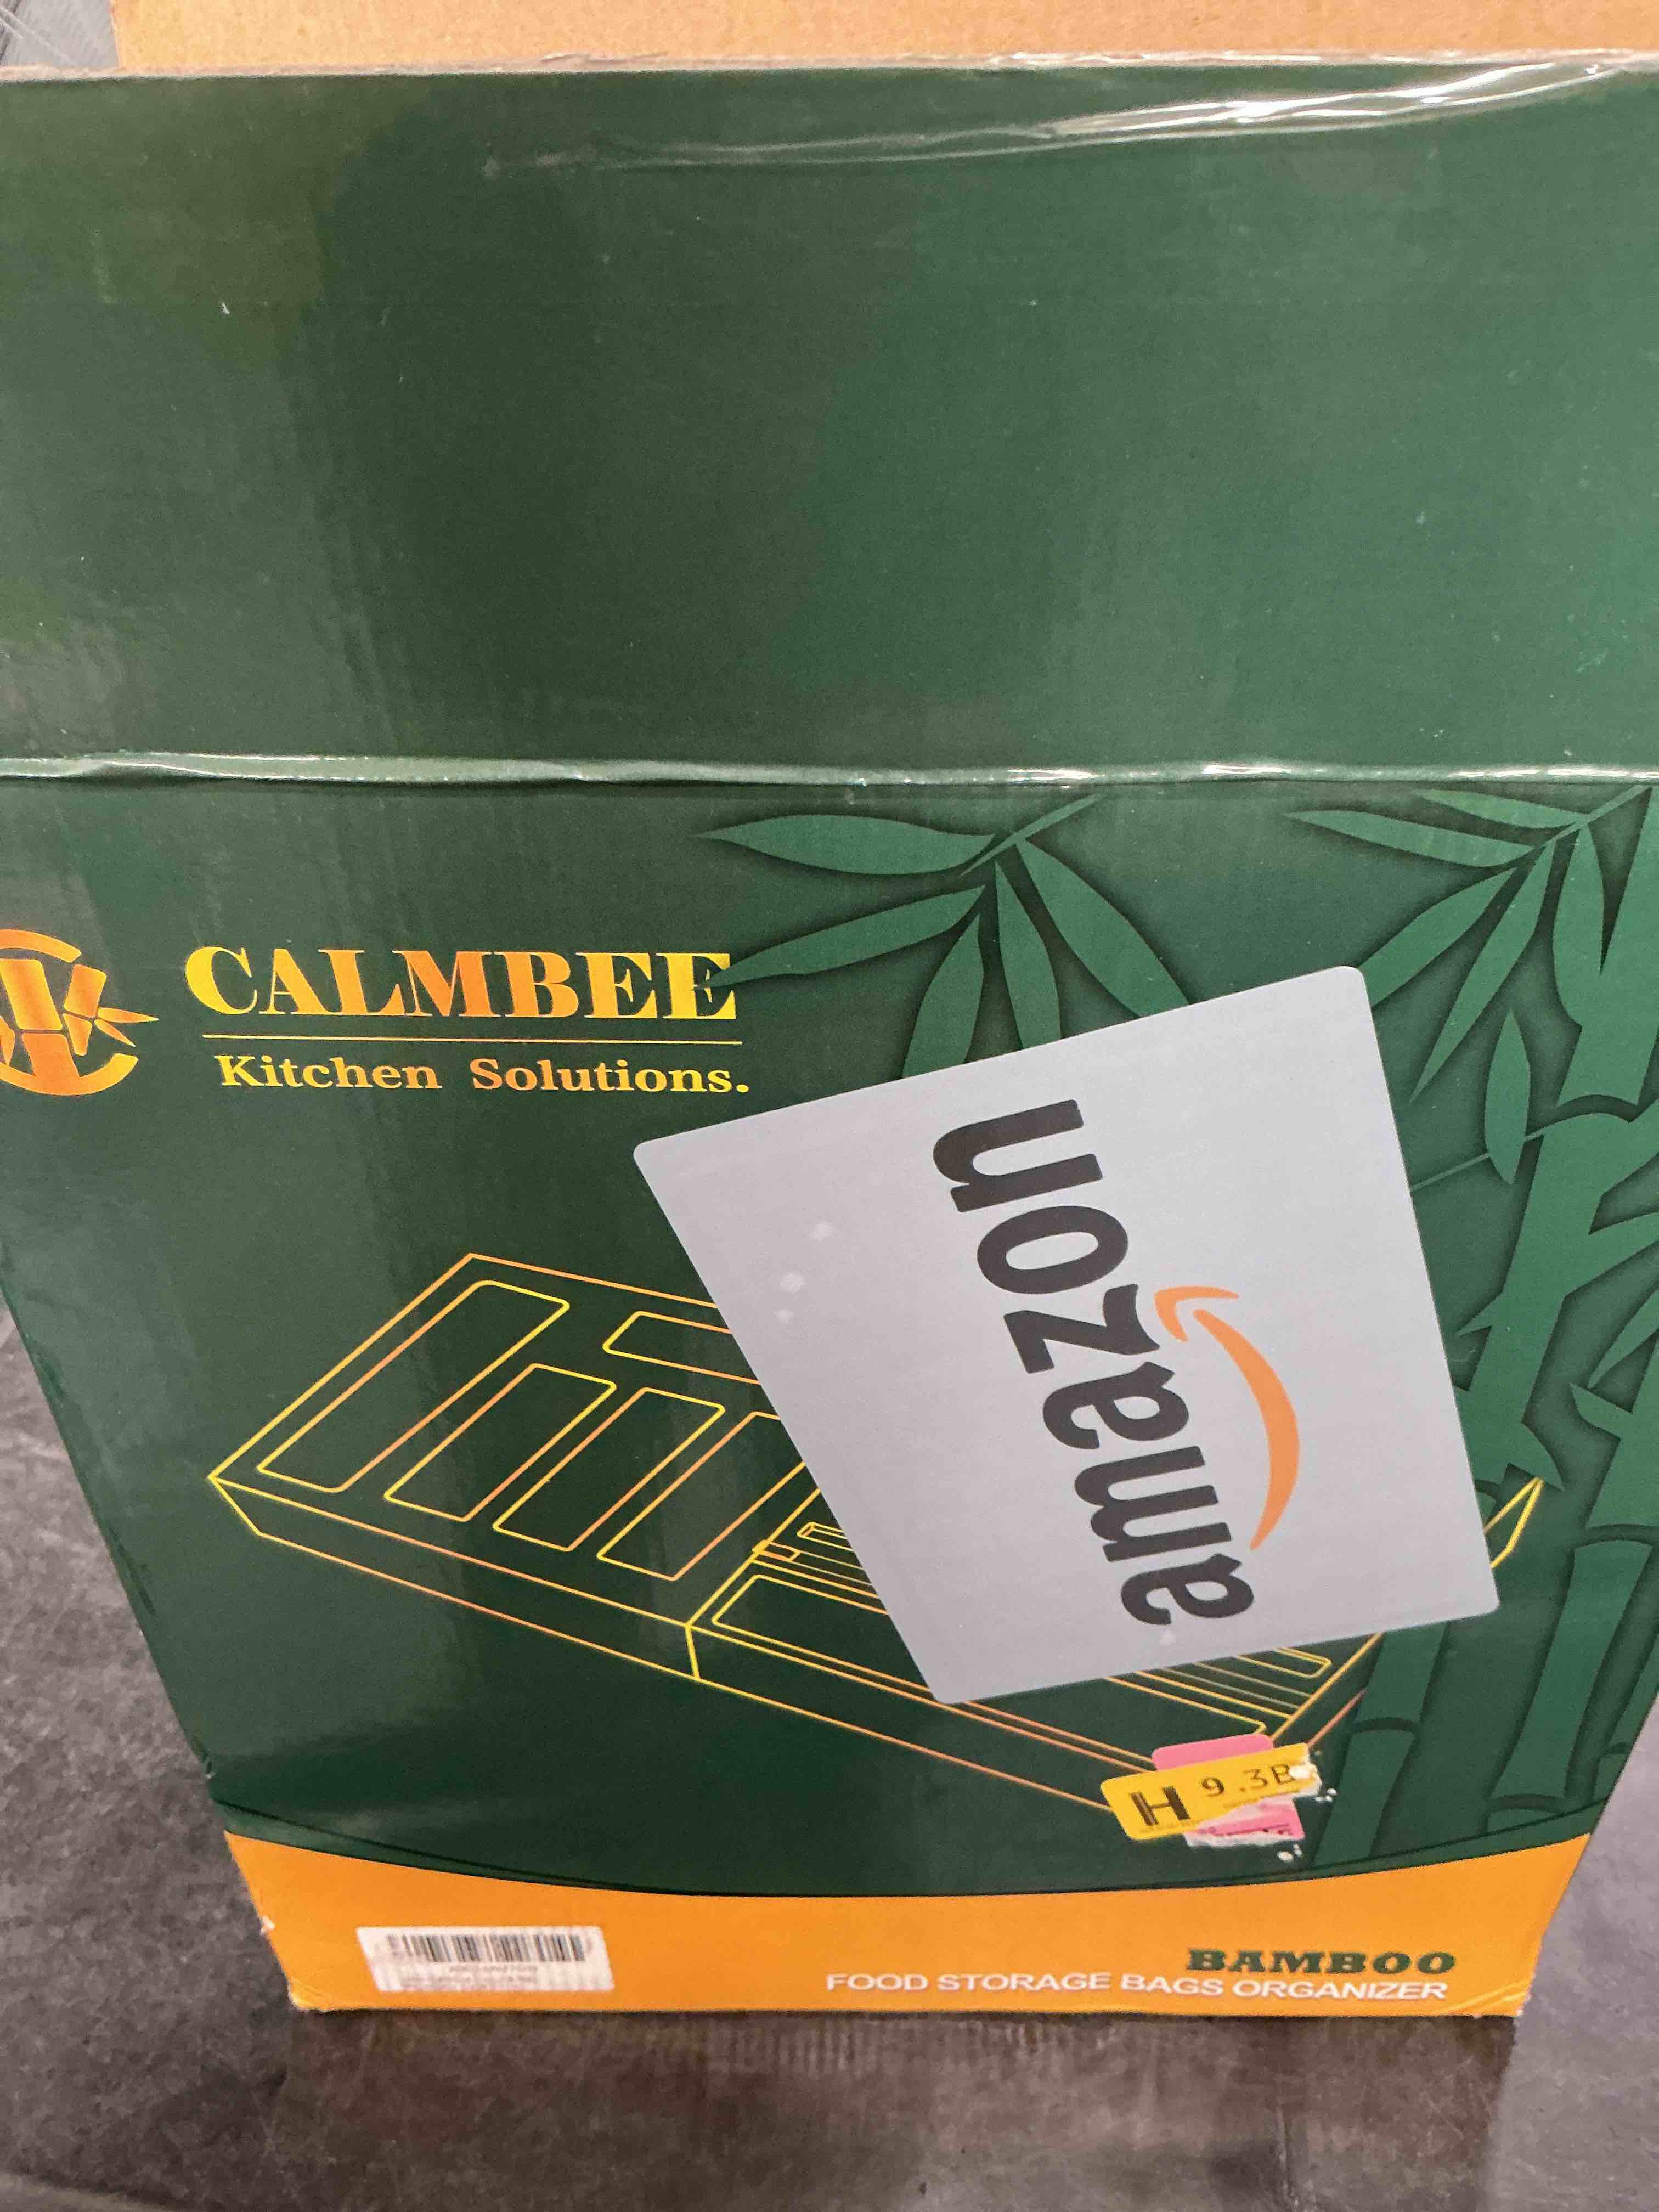 CALMBEE
Kitchen Solutions.
amazon
H 9.3B
BAMBOO
FOOD STORAGE BAGS ORGANIZER